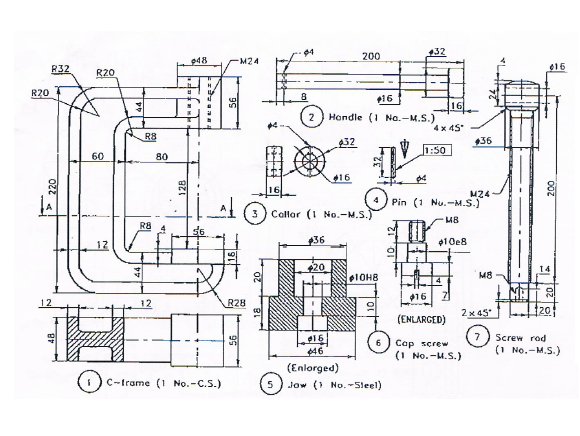 φ48
M24
R32
R20
R20
44
56
R8
60
80
128
220
A
A
56
4
R8
16
12
44
R28
12
12
48
56
1 C-frame (1 No.-C.S.)
φ4
200
φ32
8
φ16
16
2 Handle (1 No.-M.S.)
φ4
φ32
φ16
16
3 Collar (1 No.-M.S.)
1:50
32
φ4
4 Pin (1 No.-M.S.)
φ36
φ20
20
φ10H8
18
10
φ16
φ46
(Enlarged)
5 Jaw (1 No.-Steel)
M8
12
φ10e8
10
4
φ16
7
(ENLARGED)
6 Cap screw
(1 No.-M.S.)
4
φ16
24
4x45°
φ36
M24
200
M8
14
20
2x45°
20
7 Screw rod
(1 No.-M.S.)